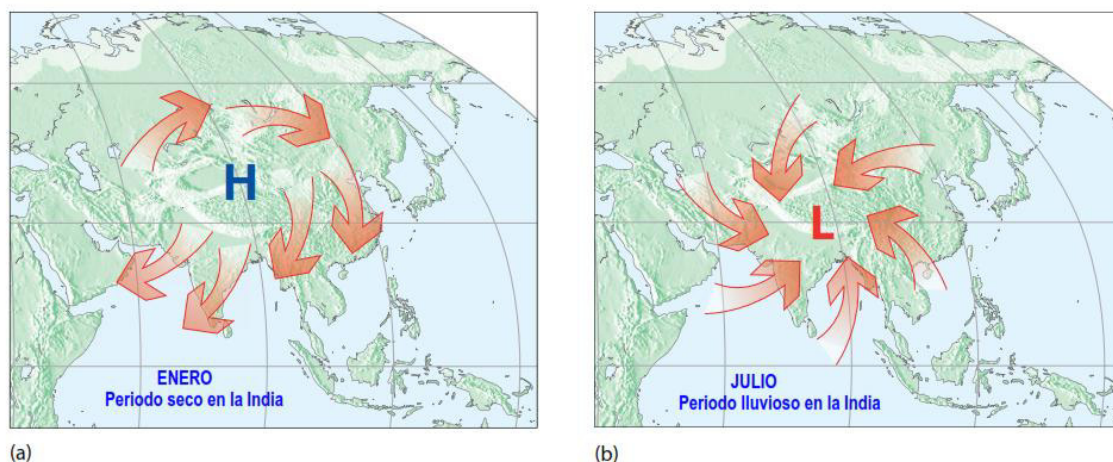 H
ENERO
Periodo seco en la India
(a)
L
JULIO
Periodo lluvioso en la India
(b)